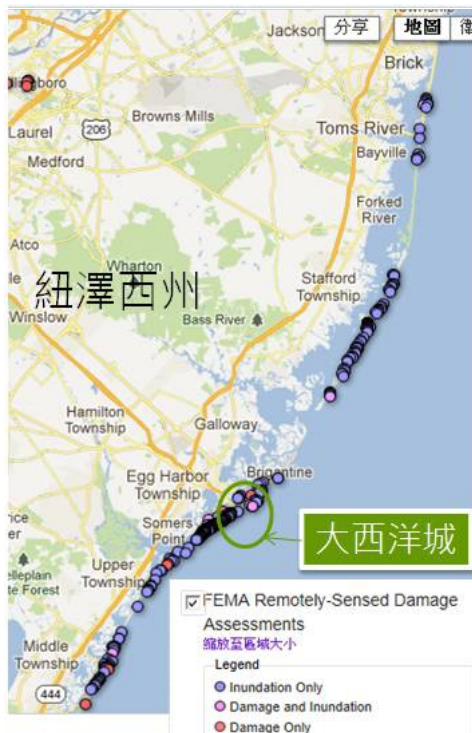 Jackson
分享
地圖
衛
Brick
Browns Mills
Toms River
Laurel
206
Medford
Bayville
Forked
River
Atco
Wharton
紐澤西州
Stafford
Township
Winslow
Bass River
Hamilton
Township
Galloway
Egg Harbor
Township
Brigantine
Somers
Point
大西洋城
Upper
Township
FEMA Remotely-Sensed Damage
Assessments
縮放至區域大小
Middle
Township
Legend
444
Inundation Only
Damage and Inundation
Damage Only